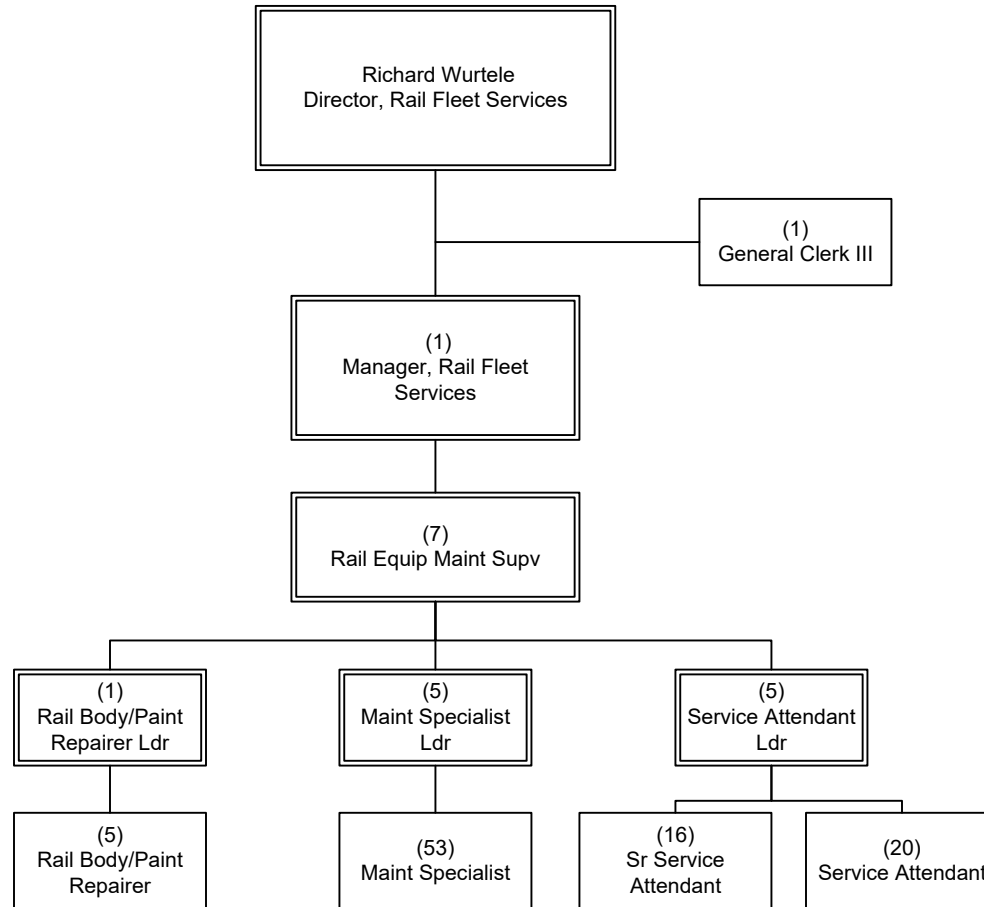 Richard Wurtele
Director, Rail Fleet Services
(1)
General Clerk III
(1)
Manager, Rail Fleet
Services
(7)
Rail Equip Maint Supv
(1)
Rail Body/Paint
Repairer Ldr
(5)
Maint Specialist
Ldr
(5)
Service Attendant
Ldr
(5)
Rail Body/Paint
Repairer
(53)
Maint Specialist
(16)
Sr Service
Attendant
(20)
Service Attendant